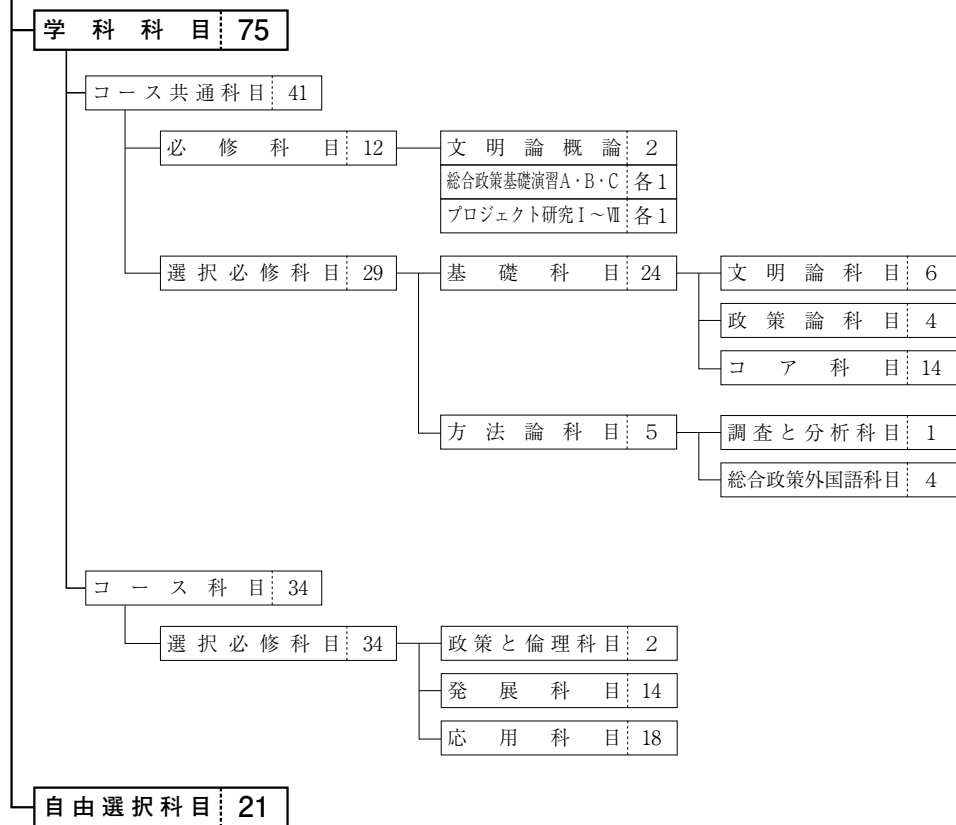 学科科目 75
コース共通科目 41
必修科目 12 文明論概論 2
総合政策基礎演習A・B・C 各1
プロジェクト研究Ⅰ～Ⅶ 各1
選択必修科目 29 基礎科目 24 文明論科目 6
政策論科目 4
コア科目 14
方法論科目 5 調査と分析科目 1
総合政策外国語科目 4
コース科目 34
選択必修科目 34 政策と倫理科目 2
発展科目 14
応用科目 18
自由選択科目 21